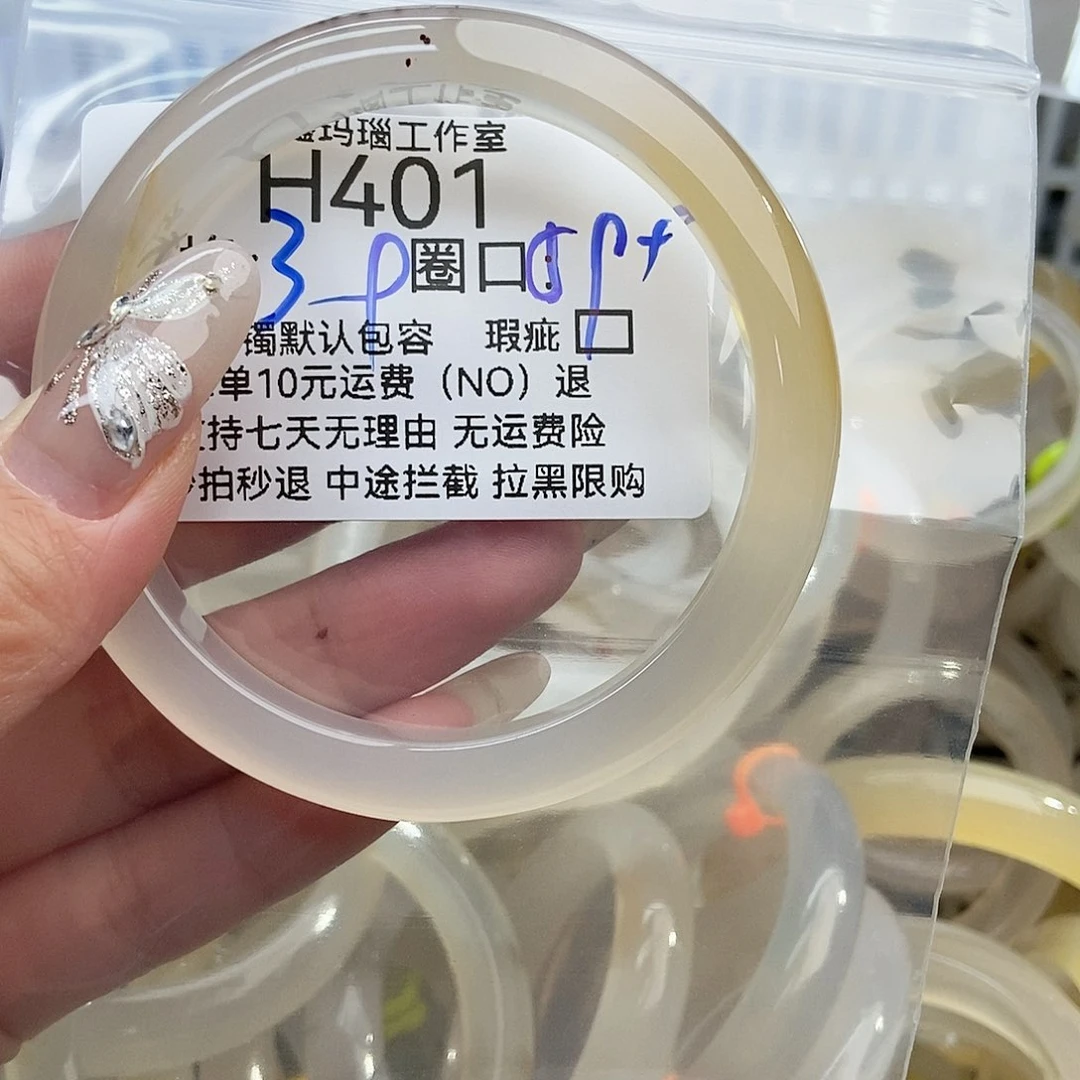 玛瑙工作室
H401
圈口
镯默认包容 瑕疵
单10元运费（NO）退
持七天无理由 无运费险
拍秒退 中途拦截 拉黑限购